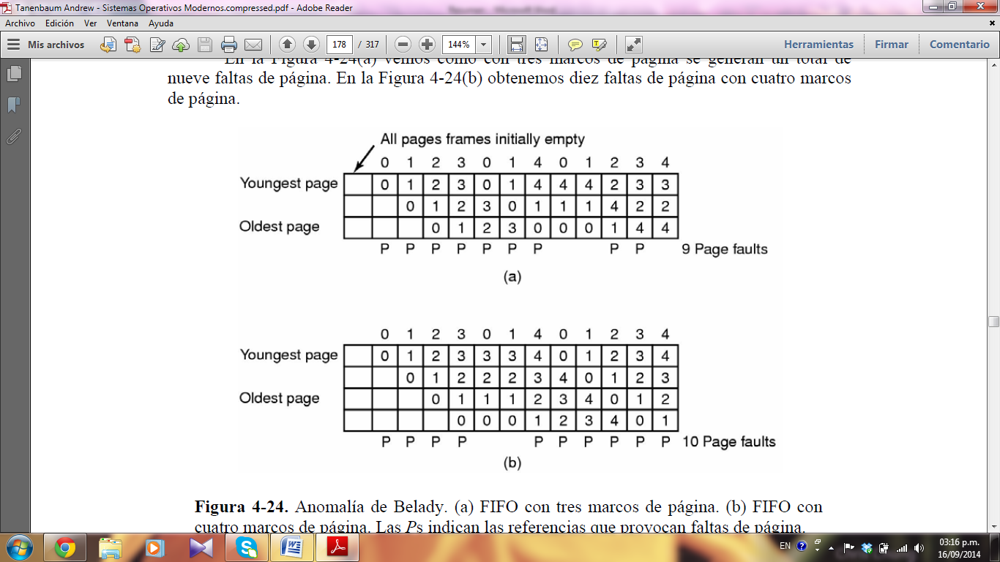 Tanenbaum Andrew - Sistemas Operativos Modernos.compressed.pdf - Adobe Reader
Archivo Edición Ver Ventana Ayuda
Mis archivos 178 / 317 144% Herramientas Firmar Comentario
En la Figura 4-24(a) vemos cómo con tres marcos de página se generan un total de
nueve faltas de página. En la Figura 4-24(b) obtenemos diez faltas de página con cuatro marcos
de página.
All pages frames initially empty
0 1 2 3 0 1 4 0 1 2 3 4
Youngest page 0 1 2 3 0 1 4 4 4 2 3 3
0 1 2 3 0 1 1 1 4 2 2
Oldest page 0 1 2 3 0 0 0 1 4 4
P P P P P P P P P 9 Page faults
(a)
0 1 2 3 0 1 4 0 1 2 3 4
Youngest page 0 1 2 3 3 3 4 0 1 2 3 4
0 1 2 2 2 3 4 0 1 2 3
Oldest page 0 1 1 1 2 3 4 0 1 2
0 0 0 1 2 3 4 0 1
P P P P P P P P P P 10 Page faults
(b)
Figura 4-24. Anomalía de Belady. (a) FIFO con tres marcos de página. (b) FIFO con
cuatro marcos de página. Las Ps indican las referencias que provocan faltas de página.
EN 03:16 p.m.
16/09/2014